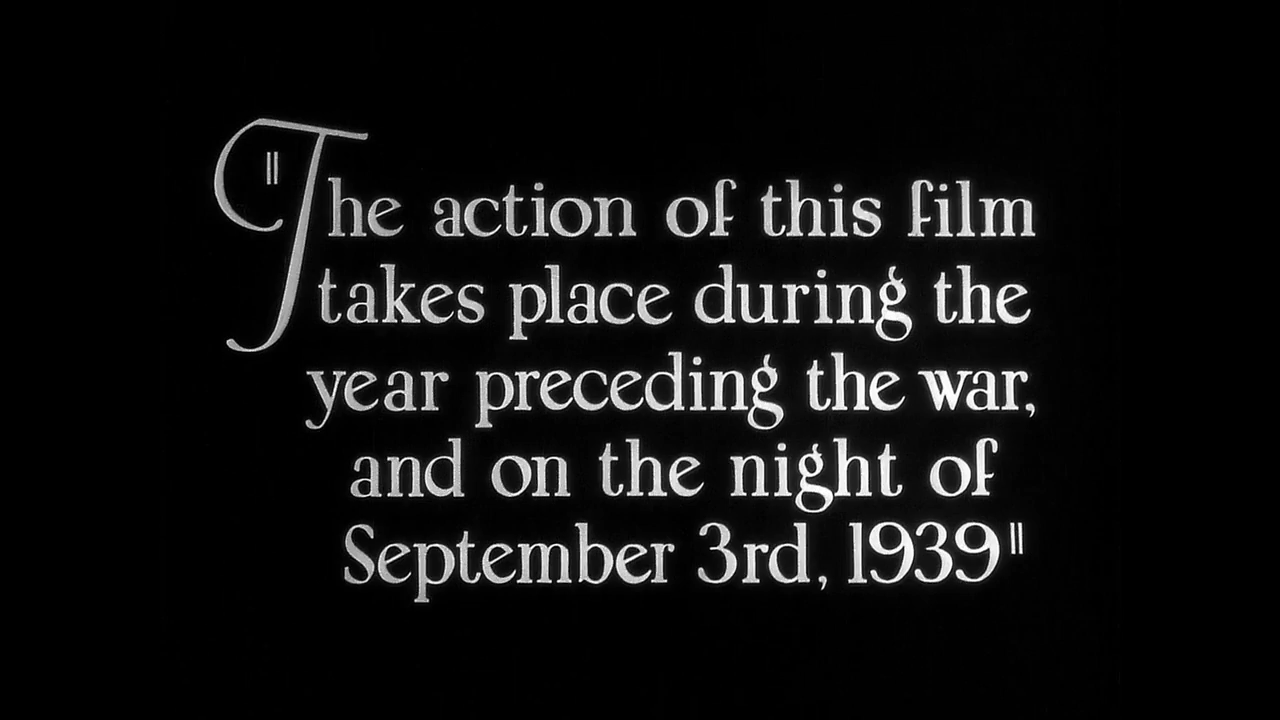 "The action of this film
takes place during the
year preceding the war,
and on the night of
September 3rd, 1939"